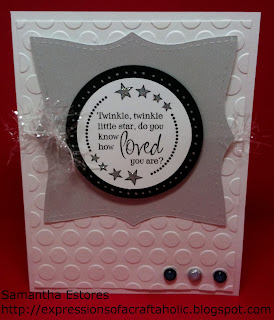 Twinkle, twinkle
little star, do you
know
how loved
you are?
Samantha Estores
http://expressionsofacraftaholic.blogspot.com